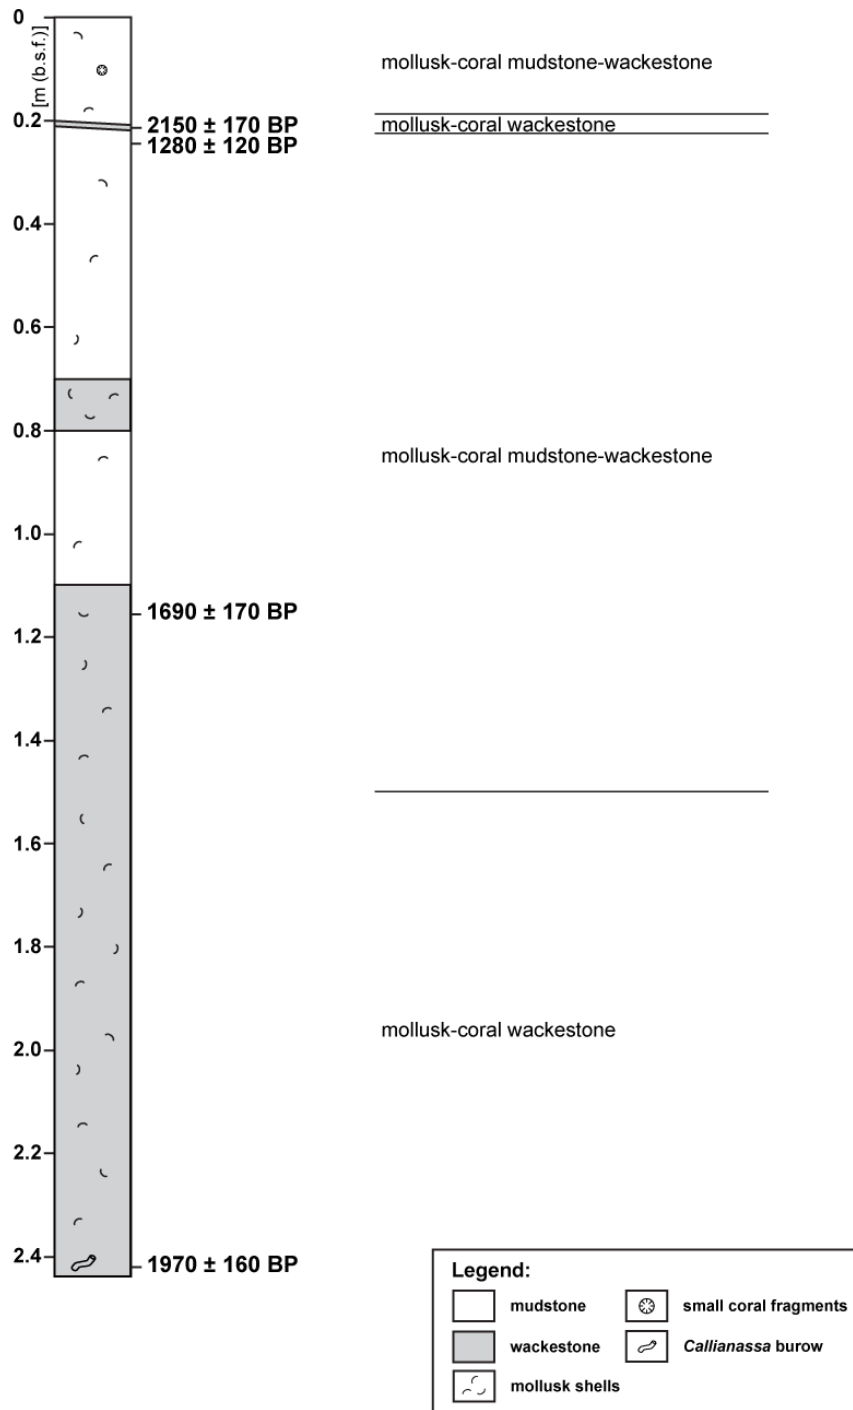 0
[m (b.s.f.)]
mollusk-coral mudstone-wackestone
0.2
2150 ± 170 BP
mollusk-coral wackestone
1280 ± 120 BP
0.4
0.6
0.8
mollusk-coral mudstone-wackestone
1.0
1690 ± 170 BP
1.2
1.4
1.6
1.8
2.0
mollusk-coral wackestone
2.2
2.4
1970 ± 160 BP
Legend:
mudstone
small coral fragments
wackestone
Callianassa burow
mollusk shells